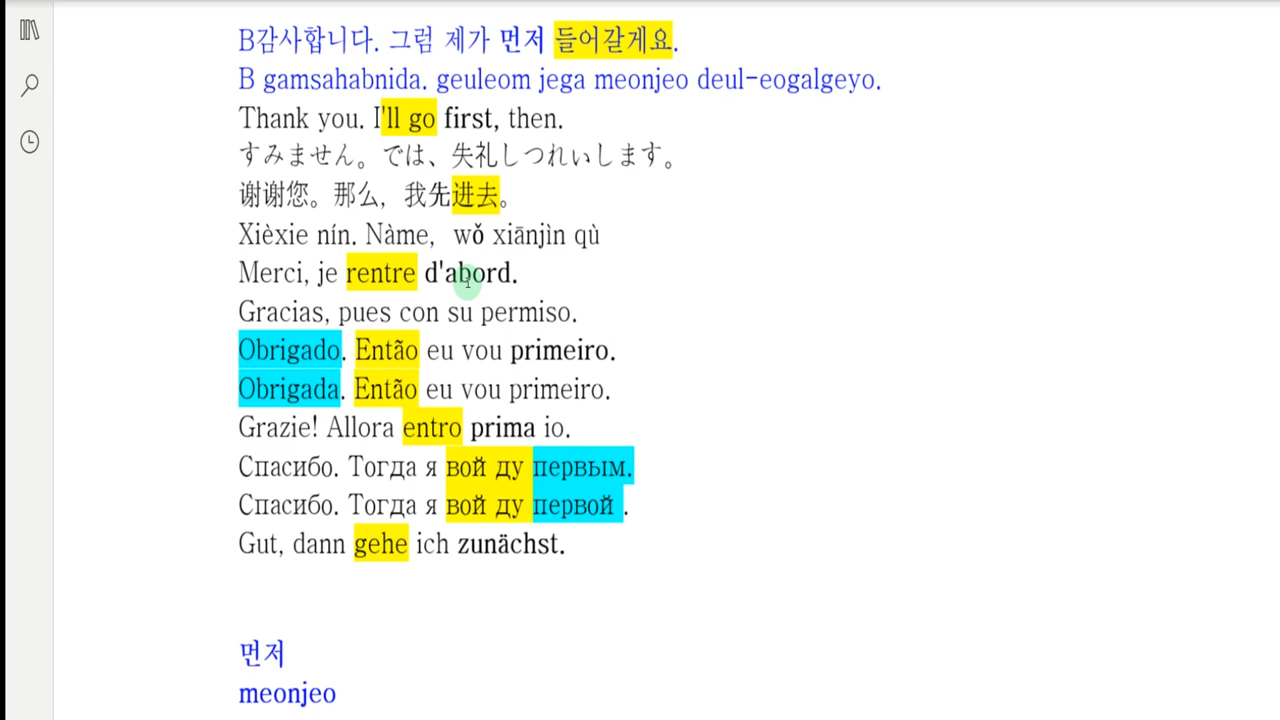 B감사합니다. 그럼 제가 먼저 들어갈게요.
B gamsahabnida. geuleom jega meonjeo deul-eogalgeyo.
Thank you. I'll go first, then.
すみません。では、失礼しつれいします。
谢谢您。那么, 我先进去。
Xièxie nín. Nàme, wǒ xiānjìn qù
Merci, je rentre d'abord.
Gracias, pues con su permiso.
Obrigado. Então eu vou primeiro.
Obrigada. Então eu vou primeiro.
Grazie! Allora entro prima io.
Спасибо. Тогда я вой ду первым.
Спасибо. Тогда я вой ду первой .
Gut, dann gehe ich zunächst.
먼저
meonjeo